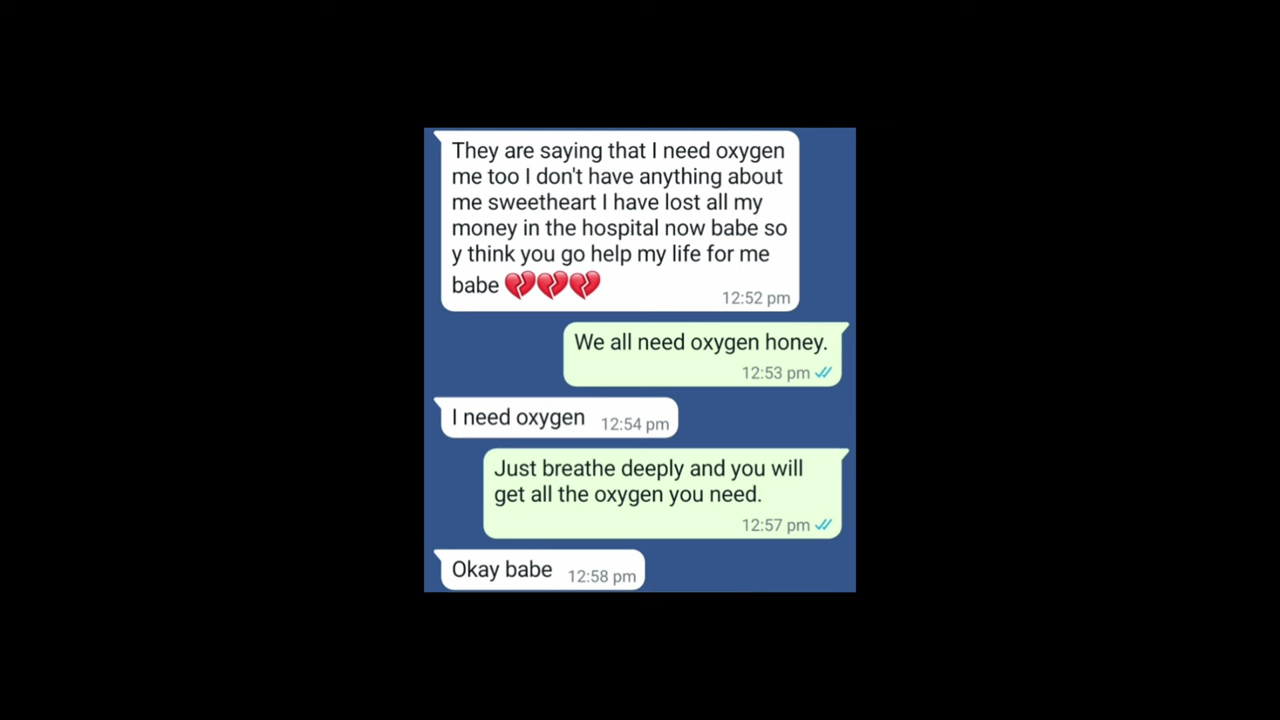 They are saying that I need oxygen
me too I don't have anything about
me sweetheart I have lost all my
money in the hospital now babe so
y think you go help my life for me
babe 💔💔💔
12:52 pm
We all need oxygen honey.
12:53 pm
I need oxygen 12:54 pm
Just breathe deeply and you will
get all the oxygen you need.
12:57 pm
Okay babe 12:58 pm